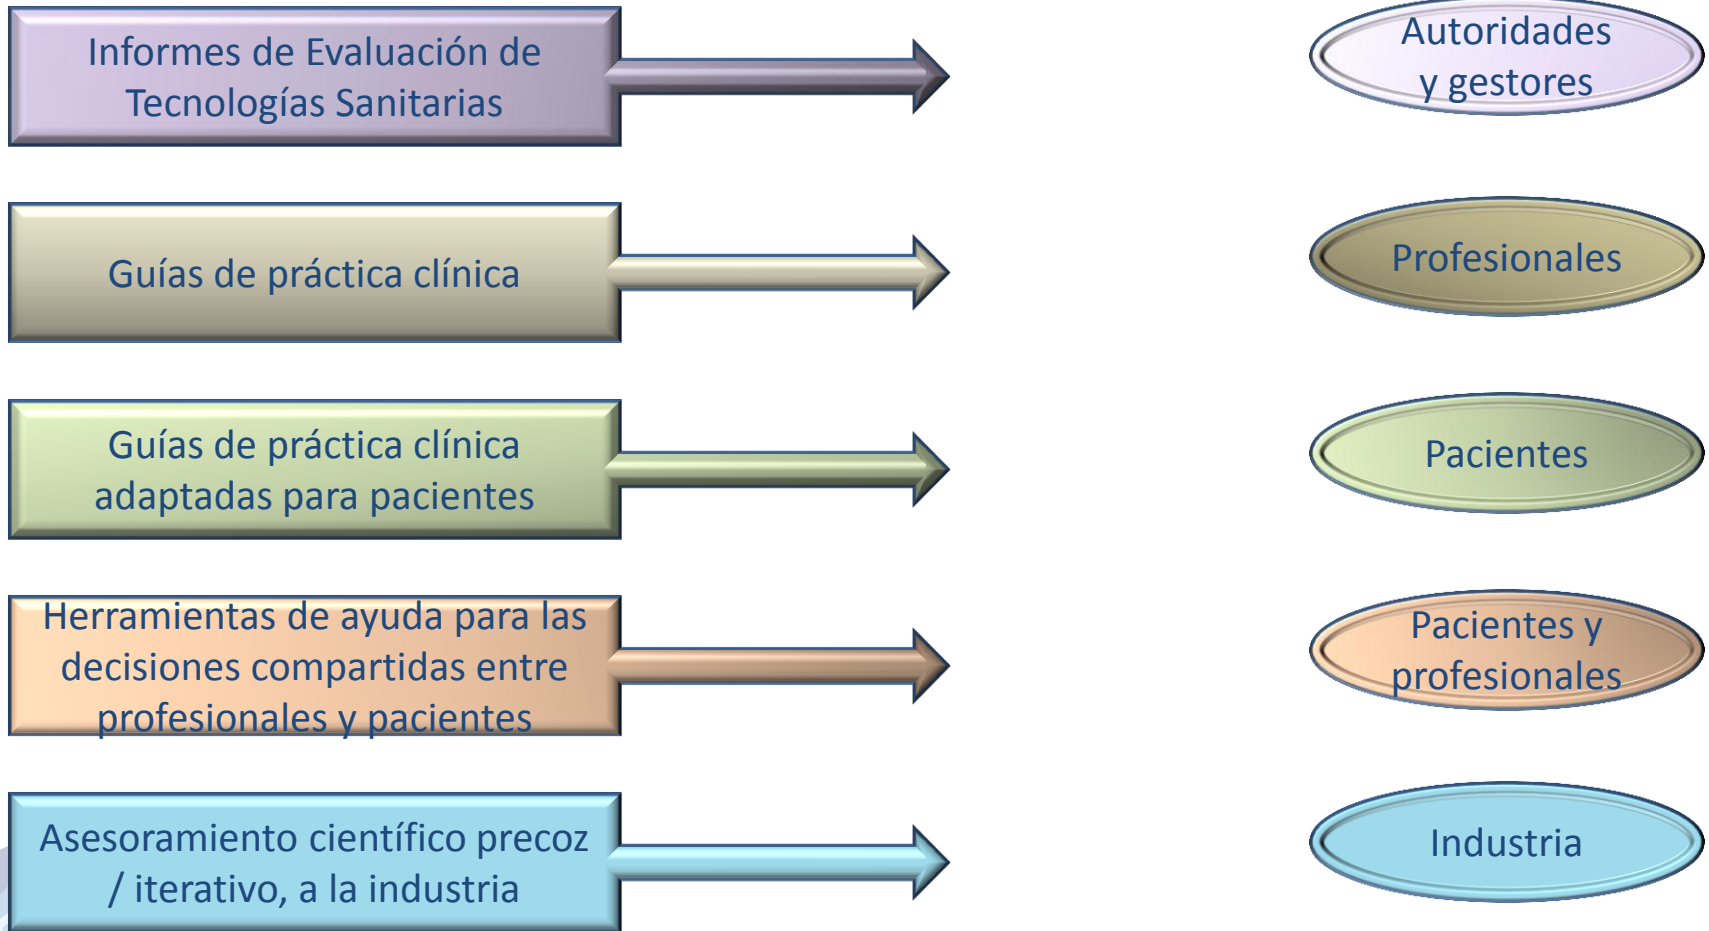 Informes de Evaluación de
Tecnologías Sanitarias
Autoridades
y gestores
Guías de práctica clínica
Profesionales
Guías de práctica clínica
adaptadas para pacientes
Pacientes
Herramientas de ayuda para las
decisiones compartidas entre
profesionales y pacientes
Pacientes y
profesionales
Asesoramiento científico precoz
/ iterativo, a la industria
Industria